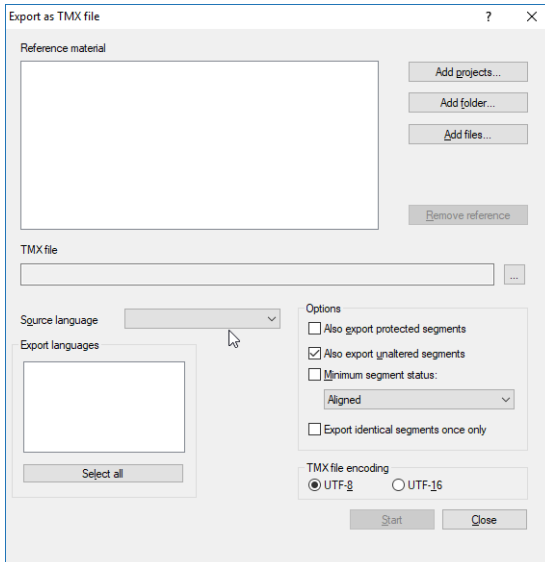 Export as TMX file
?
Reference material
Add projects...
Add folder...
Add files...
Remove reference
TMX file
...
Source language
Export languages
Select all
Options
Also export protected segments
Also export unaltered segments
Minimum segment status:
Aligned
Export identical segments once only
TMX file encoding
UTF-8
UTF-16
Start
Close